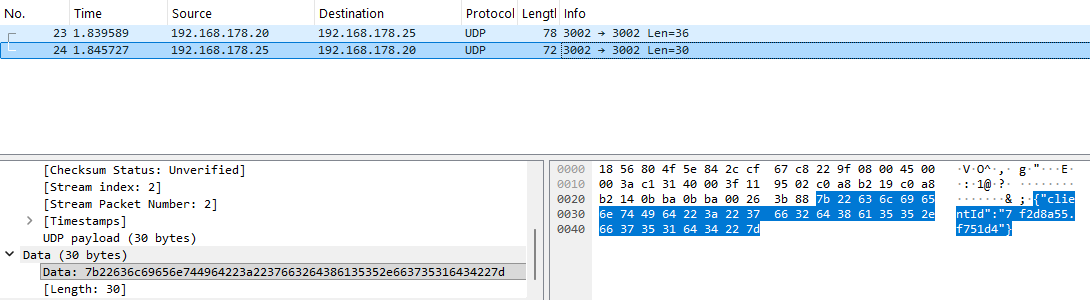 No. Time Source Destination Protocol Length Info
23 1.839589 192.168.178.20 192.168.178.25 UDP 78 3002 → 3002 Len=36
24 1.845727 192.168.178.25 192.168.178.20 UDP 72 3002 → 3002 Len=30
[Checksum Status: Unverified]
[Stream index: 2]
[Stream Packet Number: 2]
[Timestamps]
UDP payload (30 bytes)
Data (30 bytes)
Data: 7b22636c69656e744964223a2237663264386135352e663735316434227d
[Length: 30]
0000 18 56 80 4f 5e 84 2c cf 67 c8 22 9f 08 00 45 00 ·V·O^·,· g·"···E·
0010 00 3a c1 31 40 00 3f 11 95 02 c0 a8 b2 19 c0 a8 ·:·1@·?· ········
0020 b2 14 0b ba 0b ba 00 26 3b 88 7b 22 63 6c 69 65 ·······& ;·{"clie
0030 6e 74 49 64 22 3a 22 37 66 32 64 38 61 35 35 2e ntId":"7 f2d8a55.
0040 66 37 35 31 64 34 22 7d f751d4"}